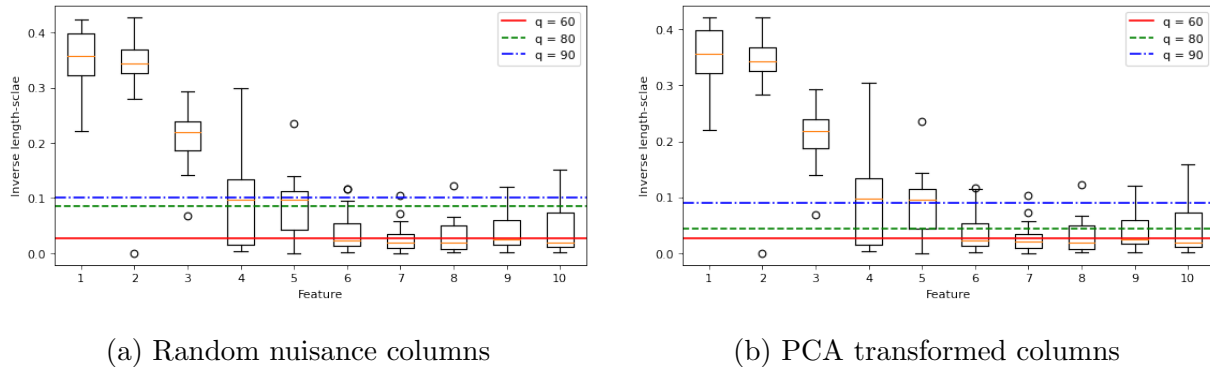 q = 60
q = 80
q = 90
0.4
0.3
0.2
0.1
0.0
Inverse length-sclae
1 2 3 4 5 6 7 8 9 10
Feature
(a) Random nuisance columns
q = 60
q = 80
q = 90
0.4
0.3
0.2
0.1
0.0
Inverse length-sclae
1 2 3 4 5 6 7 8 9 10
Feature
(b) PCA transformed columns